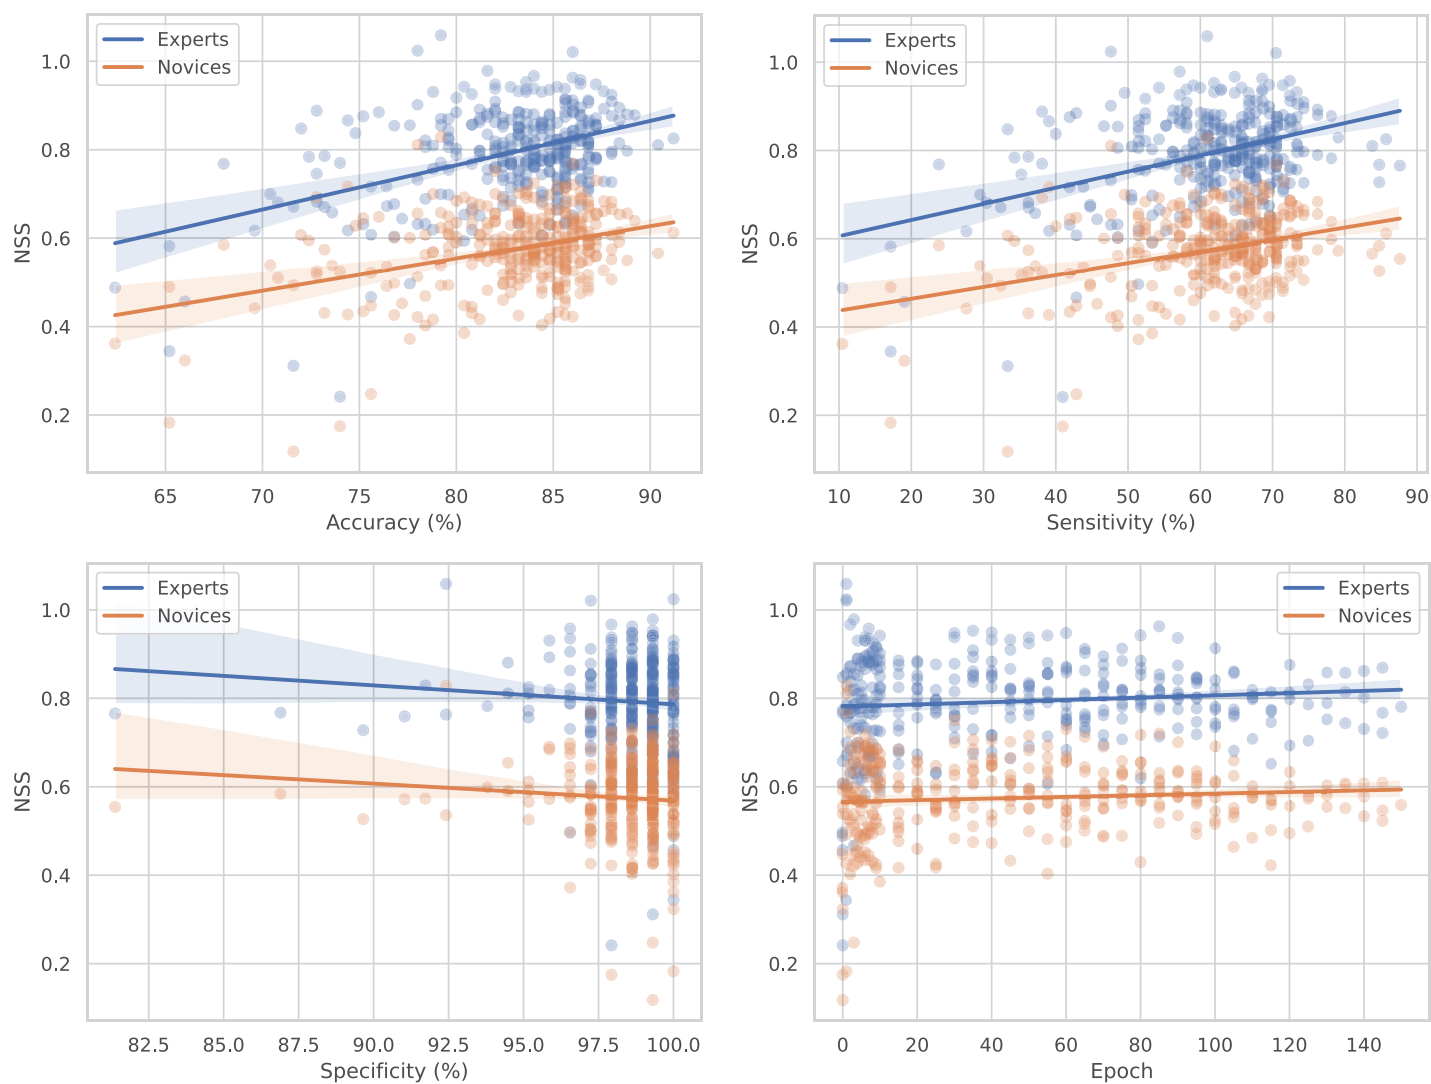 Experts
Novices
NSS
1.0
0.8
0.6
0.4
0.2
65 70 75 80 85 90
Accuracy (%)
Experts
Novices
NSS
1.0
0.8
0.6
0.4
0.2
10 20 30 40 50 60 70 80 90
Sensitivity (%)
Experts
Novices
NSS
1.0
0.8
0.6
0.4
0.2
82.5 85.0 87.5 90.0 92.5 95.0 97.5 100.0
Specificity (%)
Experts
Novices
NSS
1.0
0.8
0.6
0.4
0.2
0 20 40 60 80 100 120 140
Epoch